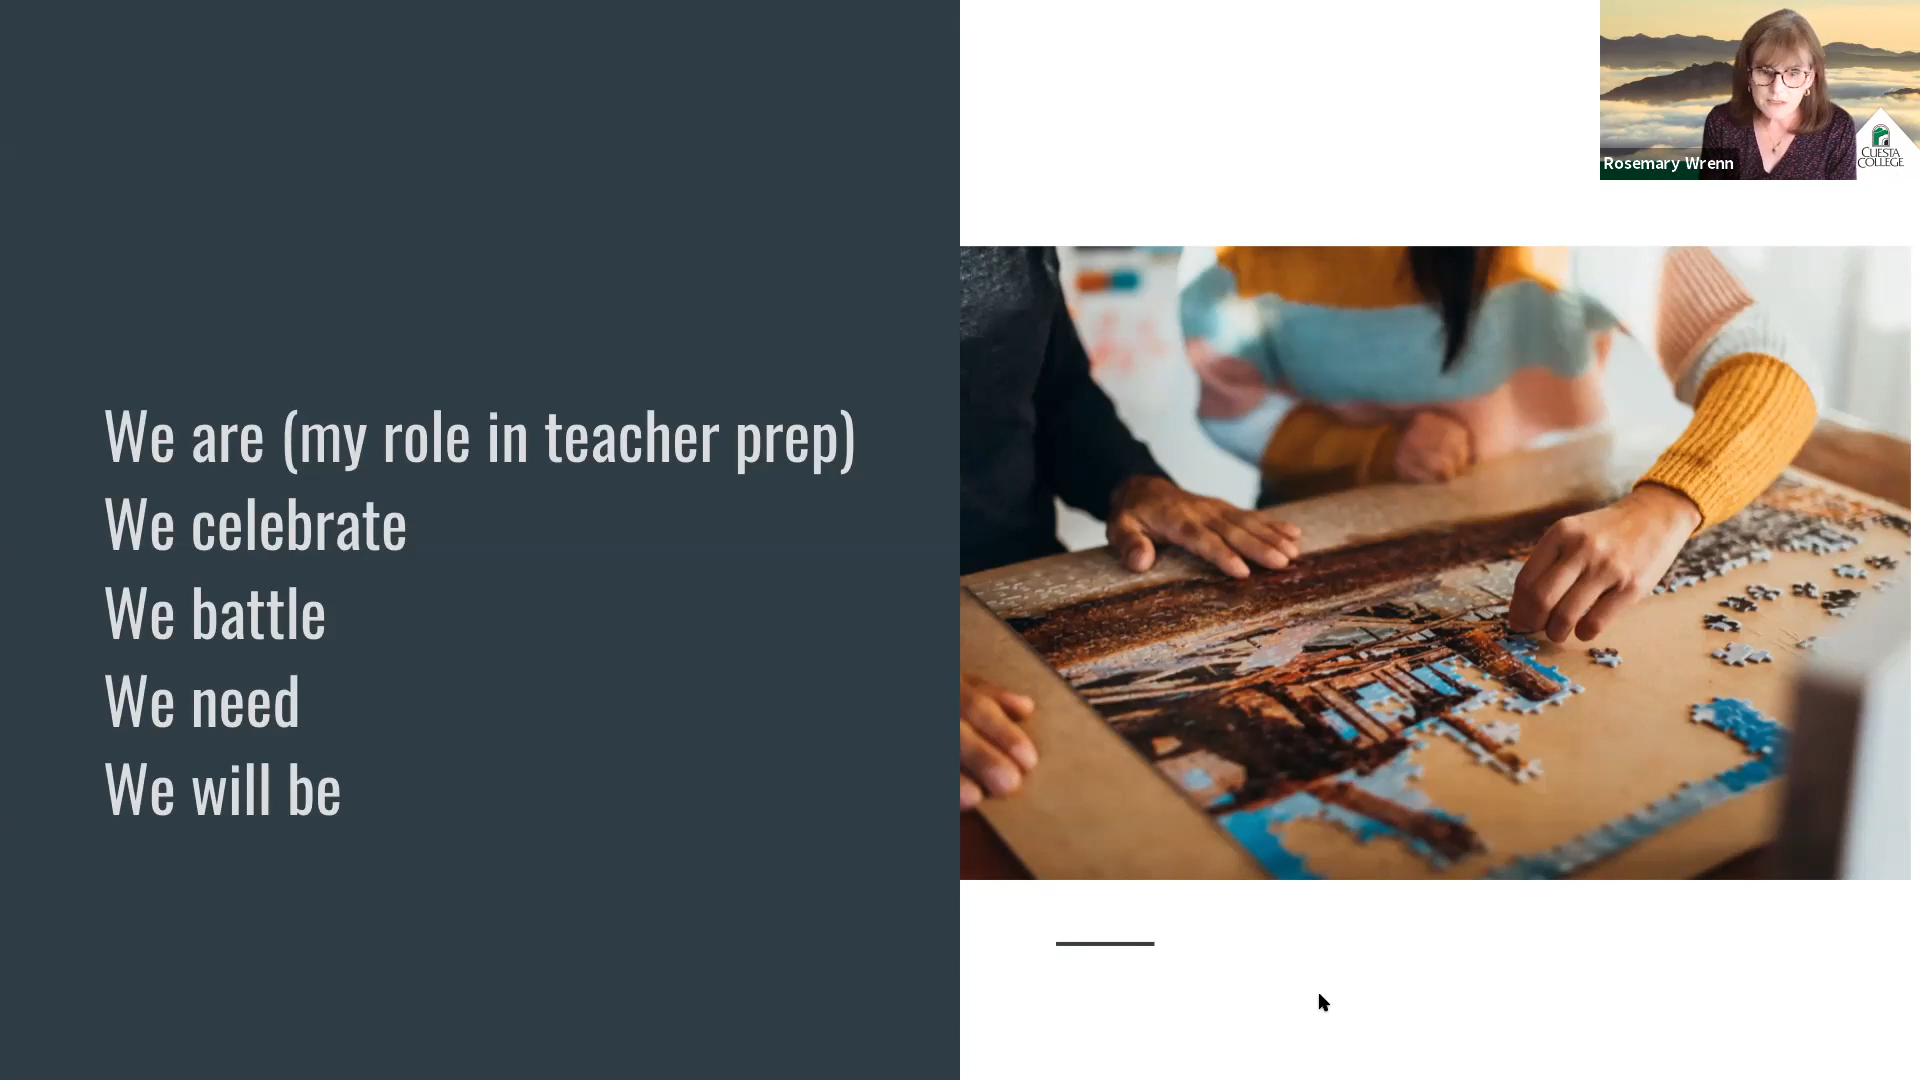 We are (my role in teacher prep)
We celebrate
We battle
We need
We will be
Rosemary Wrenn
CUESTA
COLLEGE